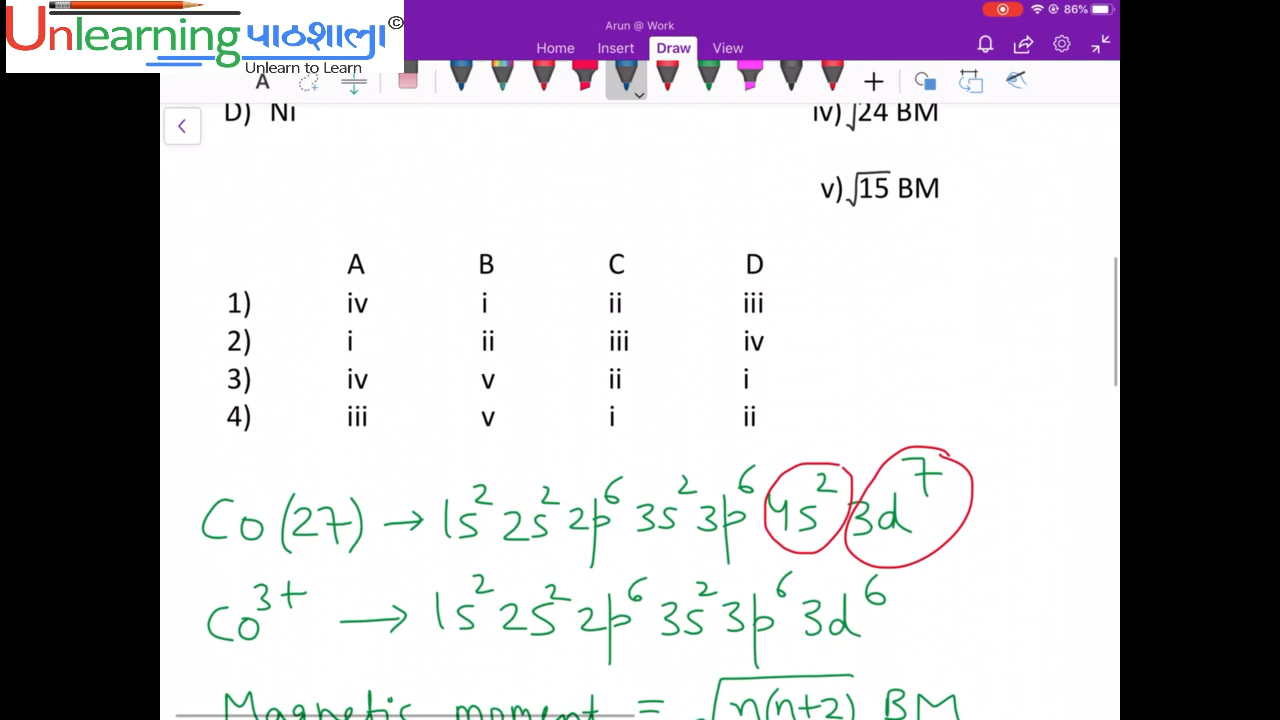 Unlearning पाठशाला ©
Unlearn to Learn
Arun @ Work
86%
Home Insert Draw View
A
D) Ni iv) √24 BM
v) √15 BM
A B C D
1) iv i ii iii
2) i ii iii iv
3) iv v ii i
4) iii v i ii
Co (27) → 1s² 2s² 2p⁶ 3s² 3p⁶ 4s² 3d⁷
Co³⁺ → 1s² 2s² 2p⁶ 3s² 3p⁶ 3d⁶
Magnetic moment = √n(n+2) BM